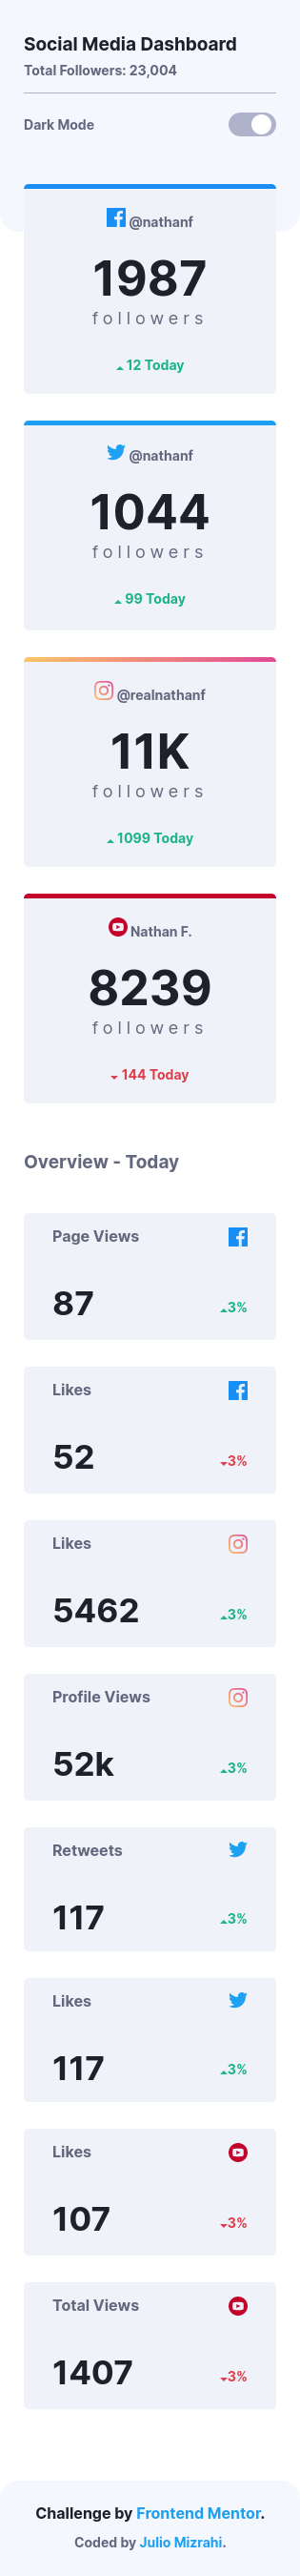 Social Media Dashboard
Total Followers: 23,004
Dark Mode
@nathanf
1987
followers
12 Today
@nathanf
1044
followers
99 Today
@realnathanf
11K
followers
1099 Today
Nathan F.
8239
followers
144 Today
Overview - Today
Page Views
87
3%
Likes
52
3%
Likes
5462
3%
Profile Views
52k
3%
Retweets
117
3%
Likes
117
3%
Likes
107
3%
Total Views
1407
3%
Challenge by Frontend Mentor.
Coded by Julio Mizrahi.